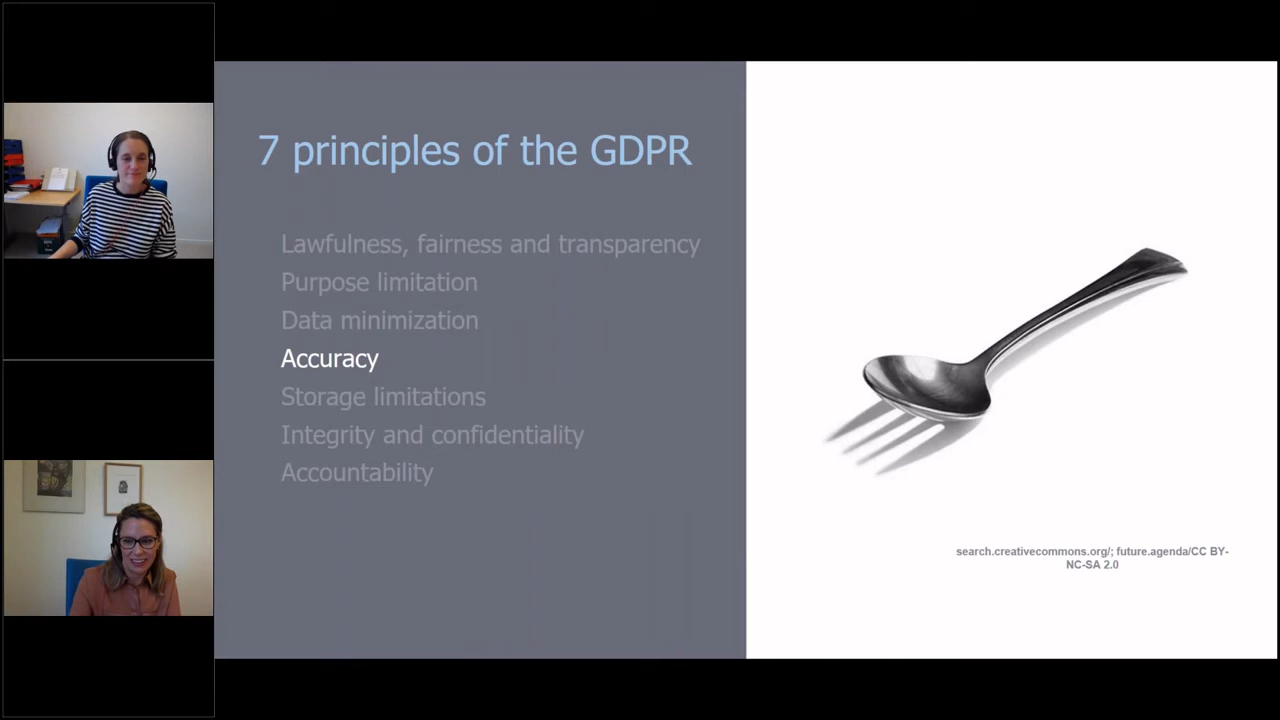 7 principles of the GDPR
Lawfulness, fairness and transparency
Purpose limitation
Data minimization
Accuracy
Storage limitations
Integrity and confidentiality
Accountability
search.creativecommons.org/; future.agenda/CC BY-
NC-SA 2.0